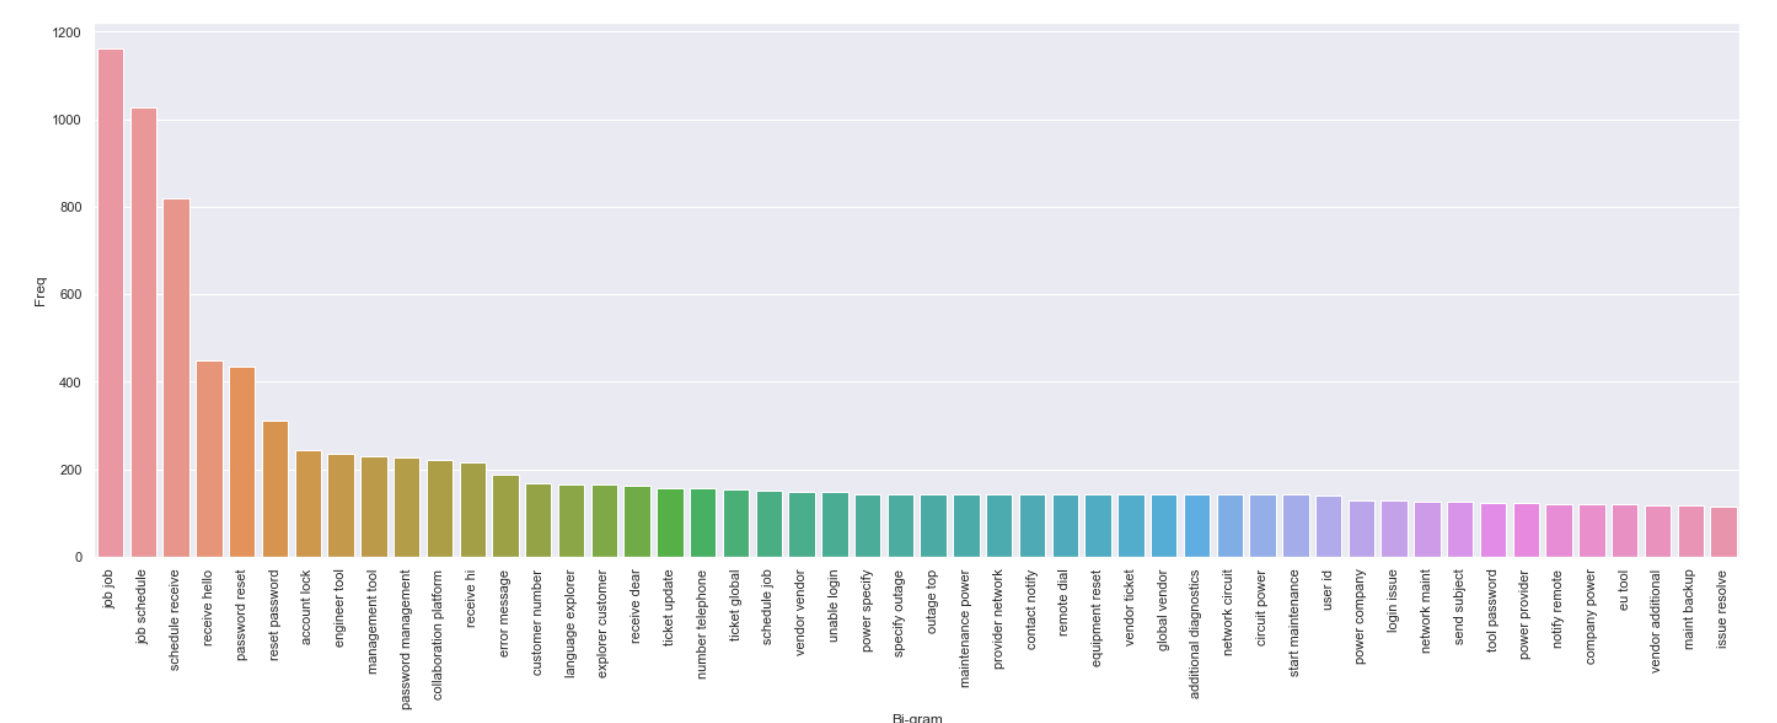 1200
1000
800
600
400
200
0
Freq
job job
job schedule
schedule receive
receive hello
password reset
reset password
account lock
engineer tool
management tool
password management
collaboration platform
receive hi
error message
customer number
language explorer
explorer customer
receive dear
ticket update
number telephone
ticket global
schedule job
vendor vendor
unable login
power specify
specify outage
outage top
maintenance power
provider network
contact notify
remote dial
equipment reset
vendor ticket
global vendor
additional diagnostics
network circuit
circuit power
start maintenance
user id
power company
login issue
network maint
send subject
tool password
power provider
notify remote
company power
eu tool
vendor additional
maint backup
issue resolve
Bi-gram